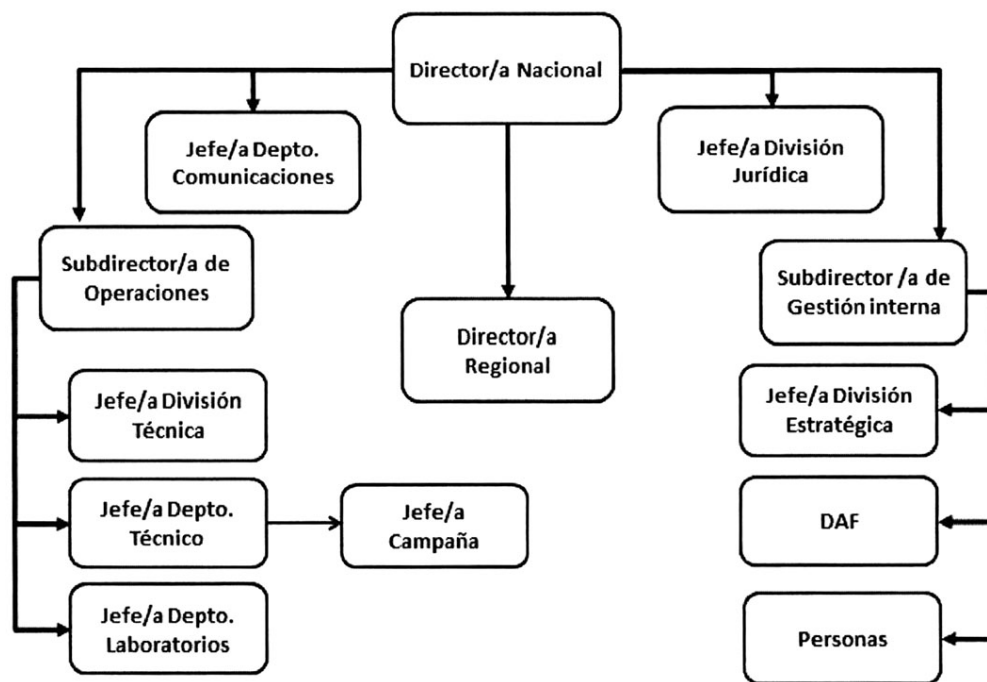 Director/a Nacional
Jefe/a Depto.
Comunicaciones
Jefe/a División
Jurídica
Subdirector/a de
Operaciones
Subdirector /a de
Gestión interna
Director/a
Regional
Jefe/a División
Técnica
Jefe/a División
Estratégica
Jefe/a Depto.
Técnico
Jefe/a
Campaña
DAF
Jefe/a Depto.
Laboratorios
Personas